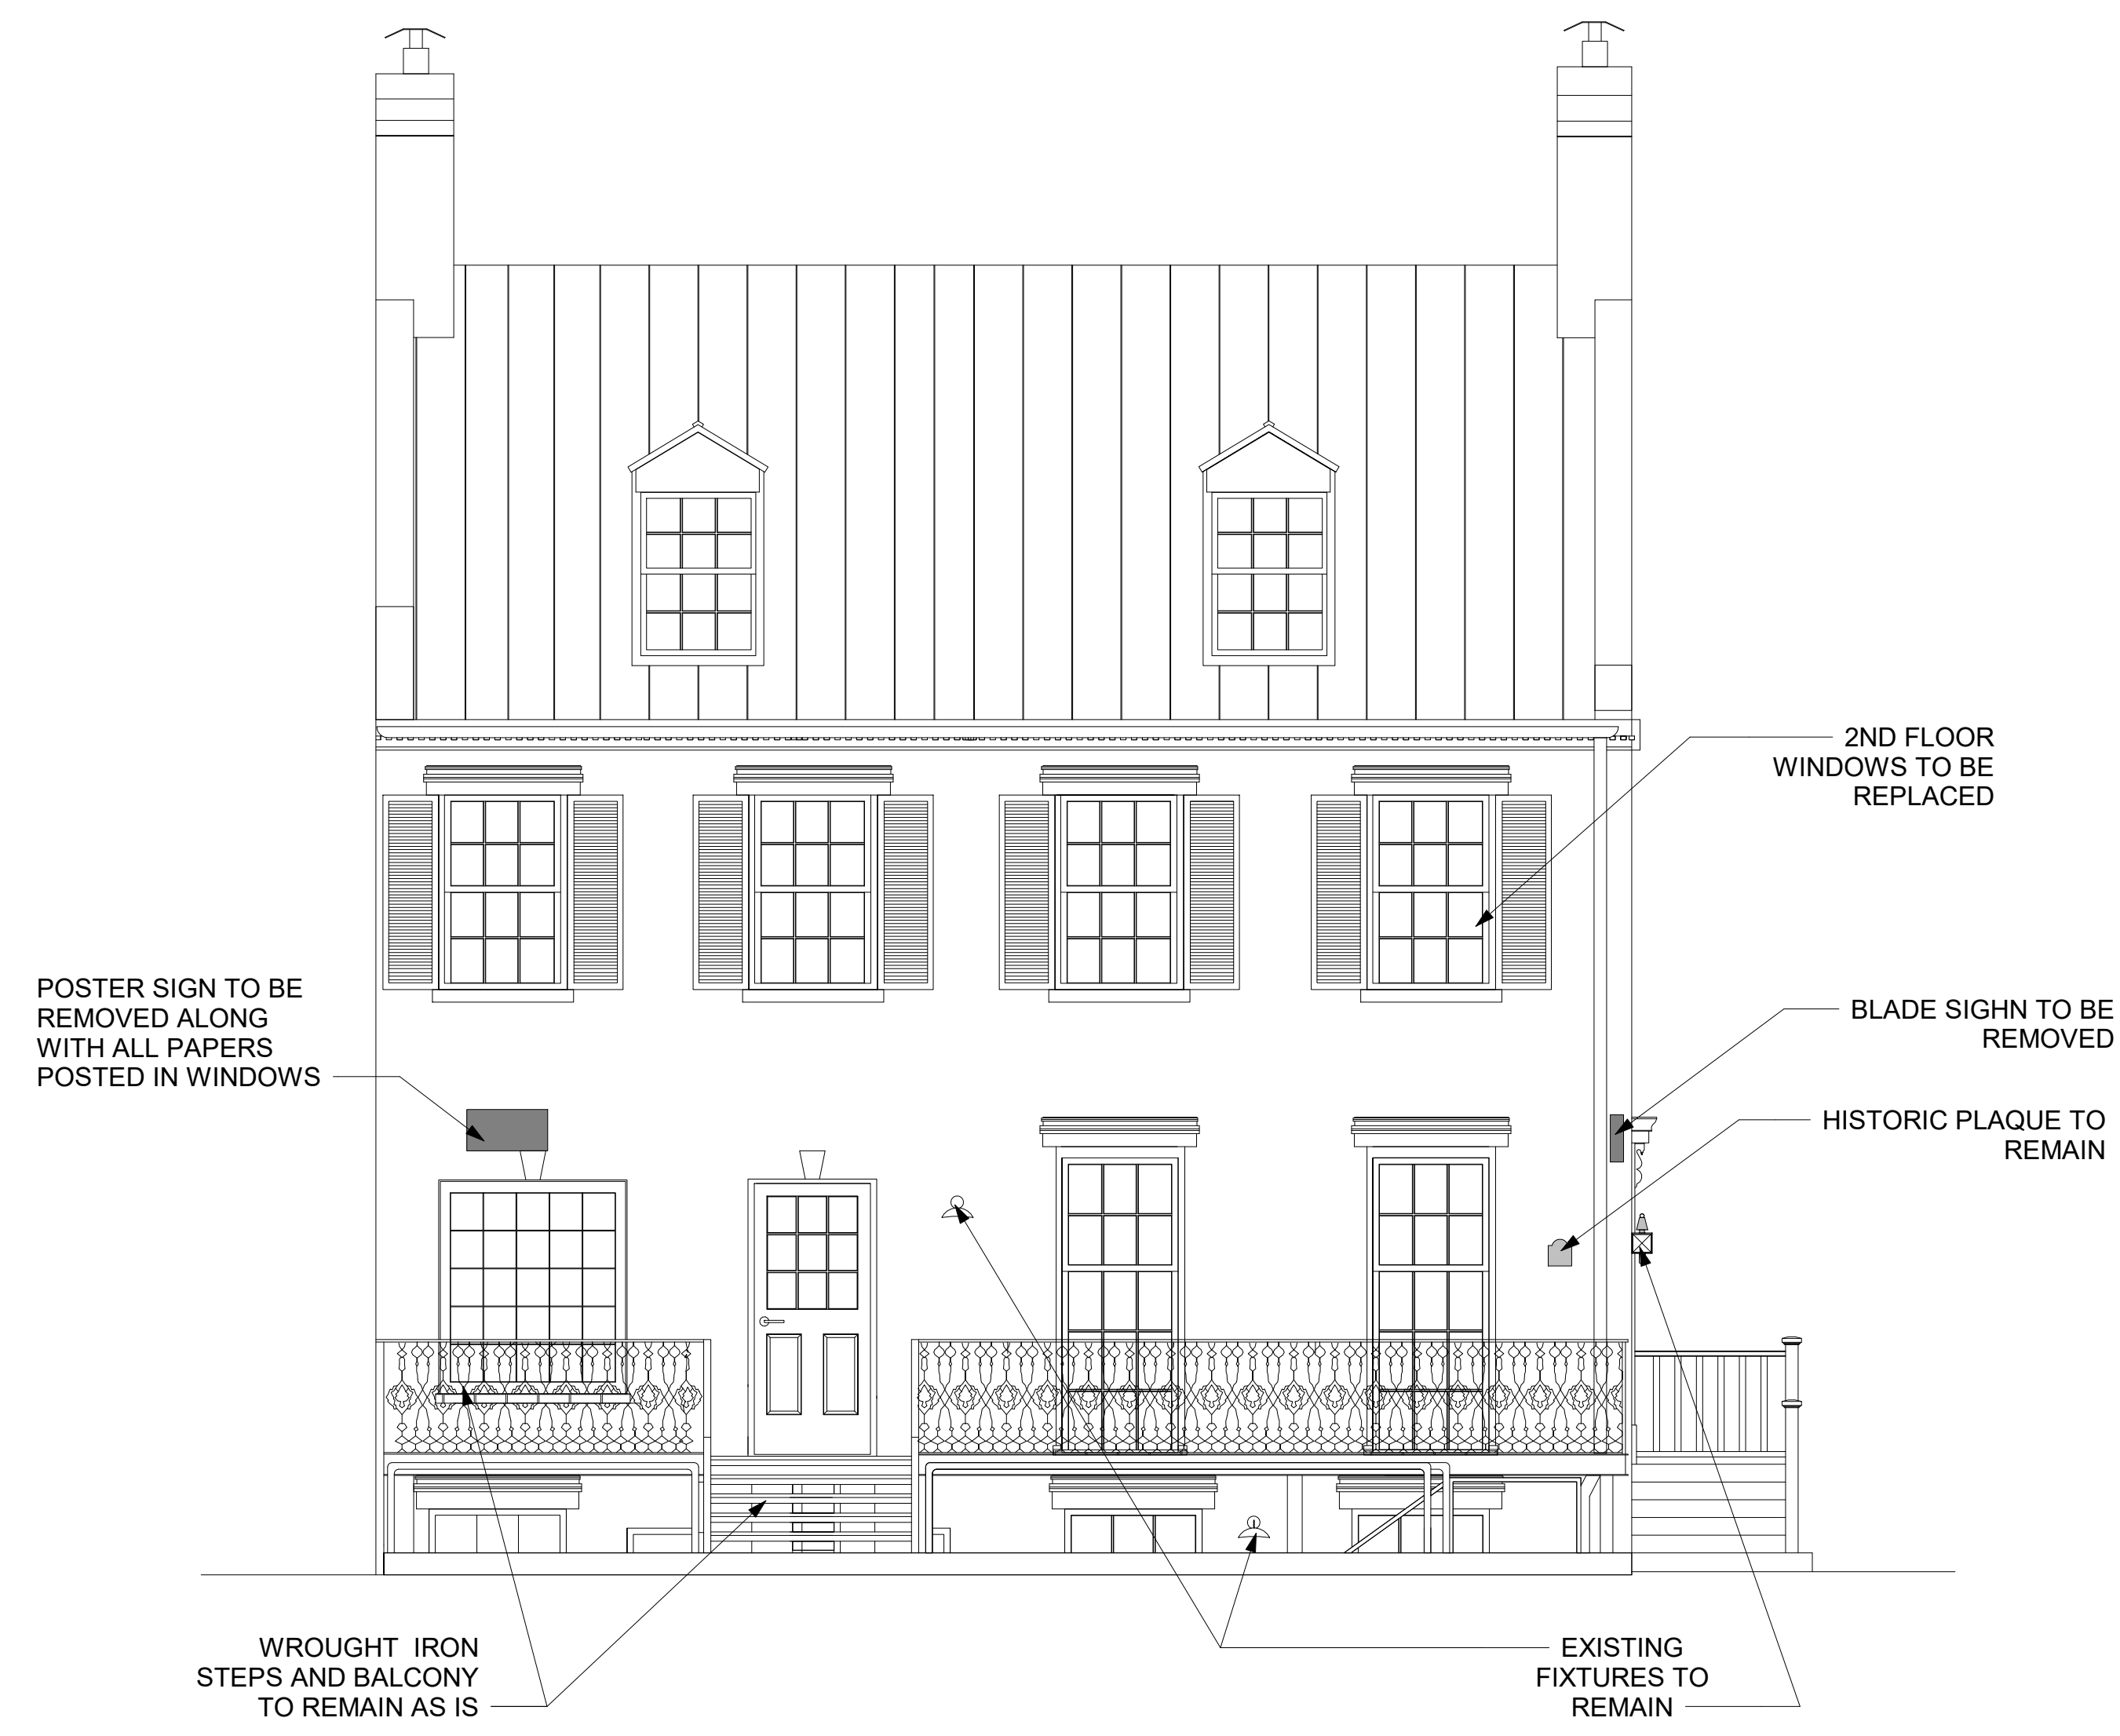 2ND FLOOR
WINDOWS TO BE
REPLACED
POSTER SIGN TO BE
REMOVED ALONG
WITH ALL PAPERS
POSTED IN WINDOWS
BLADE SIGHN TO BE
REMOVED
HISTORIC PLAQUE TO
REMAIN
WROUGHT IRON
STEPS AND BALCONY
TO REMAIN AS IS
EXISTING
FIXTURES TO
REMAIN